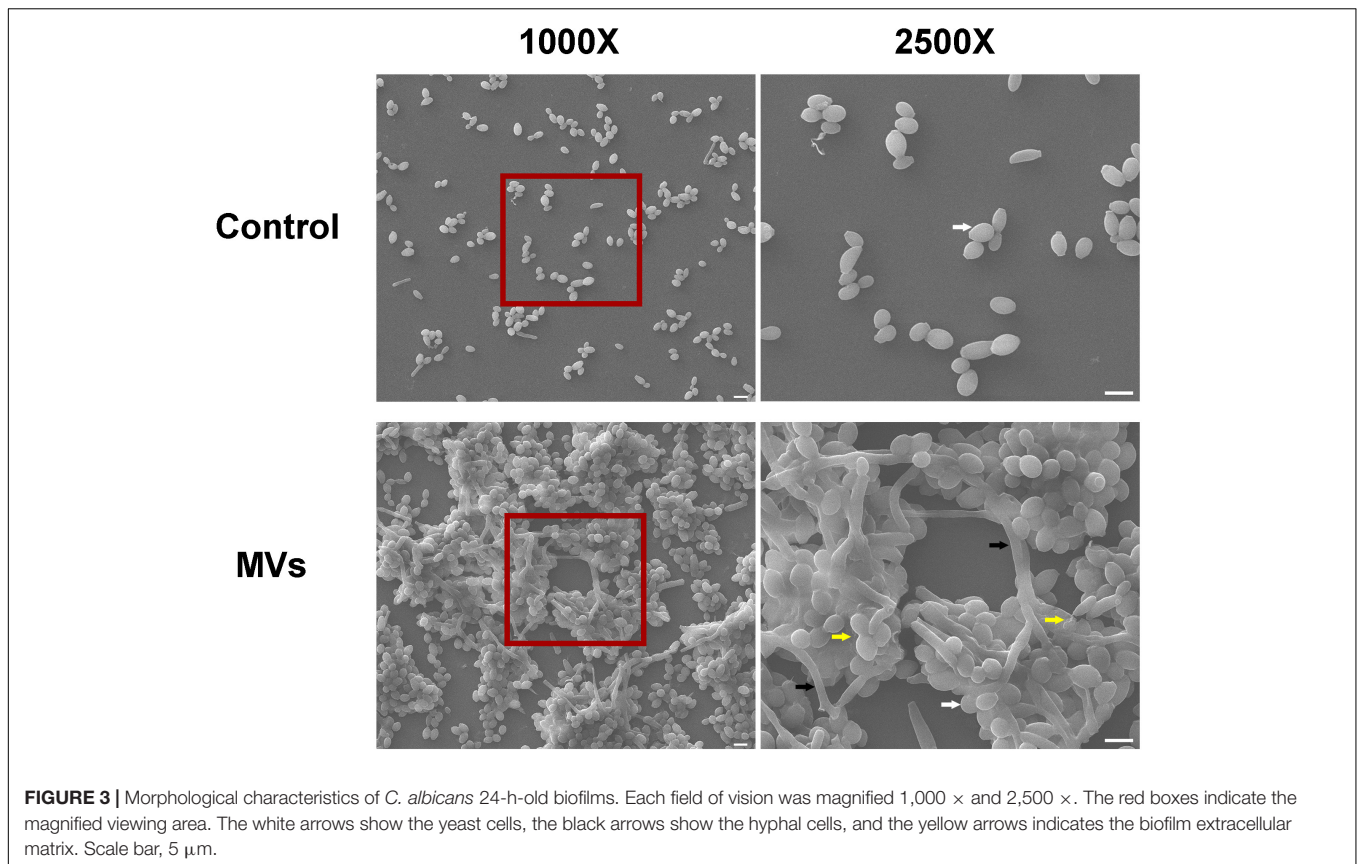 1000X
2500X
Control
MVs
FIGURE 3 | Morphological characteristics of C. albicans 24-h-old biofilms. Each field of vision was magnified 1,000 × and 2,500 ×. The red boxes indicate the
magnified viewing area. The white arrows show the yeast cells, the black arrows show the hyphal cells, and the yellow arrows indicates the biofilm extracellular
matrix. Scale bar, 5 μm.